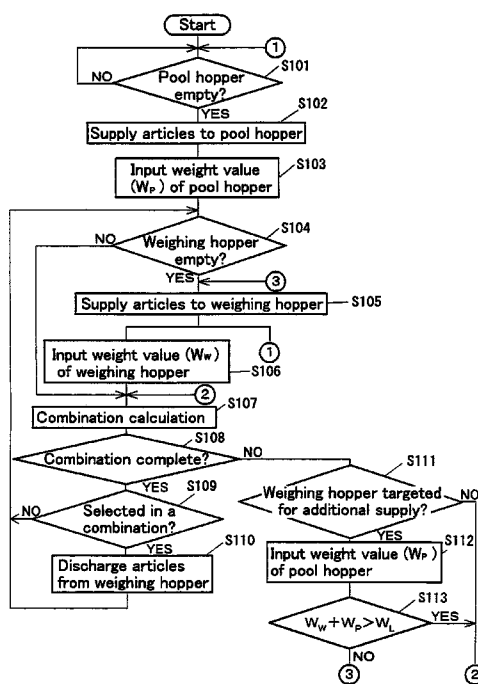 Start
①
S101
NO
Pool hopper
empty?
YES
S102
Supply articles to pool hopper
S103
Input weight value
(WP) of pool hopper
S104
NO
Weighing hopper
empty?
YES
③
Supply articles to weighing hopper
S105
①
Input weight value (WW)
of weighing hopper
S106
②
Combination calculation
S107
S108
Combination complete?
NO
YES
S109
NO
Selected in a
combination?
YES
S110
Discharge articles
from weighing hopper
S111
Weighing hopper targeted
for additional supply?
NO
YES
S112
Input weight value (WP)
of pool hopper
S113
WW+WP>WL
YES
NO
③
②